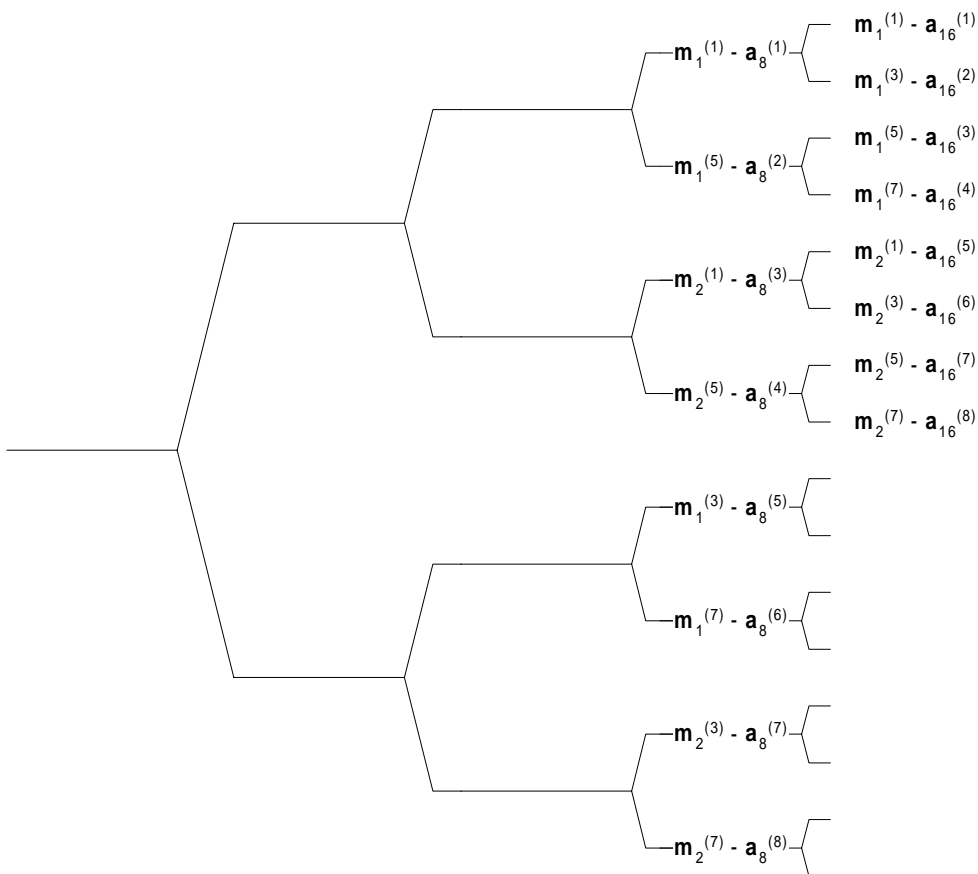 m₁⁽¹⁾ - a₁₆⁽¹⁾
m₁⁽¹⁾ - a₈⁽¹⁾
m₁⁽³⁾ - a₁₆⁽²⁾
m₁⁽⁵⁾ - a₁₆⁽³⁾
m₁⁽⁵⁾ - a₈⁽²⁾
m₁⁽⁷⁾ - a₁₆⁽⁴⁾
m₂⁽¹⁾ - a₁₆⁽⁵⁾
m₂⁽¹⁾ - a₈⁽³⁾
m₂⁽³⁾ - a₁₆⁽⁶⁾
m₂⁽⁵⁾ - a₁₆⁽⁷⁾
m₂⁽⁵⁾ - a₈⁽⁴⁾
m₂⁽⁷⁾ - a₁₆⁽⁸⁾
m₁⁽³⁾ - a₈⁽⁵⁾
m₁⁽⁷⁾ - a₈⁽⁶⁾
m₂⁽³⁾ - a₈⁽⁷⁾
m₂⁽⁷⁾ - a₈⁽⁸⁾